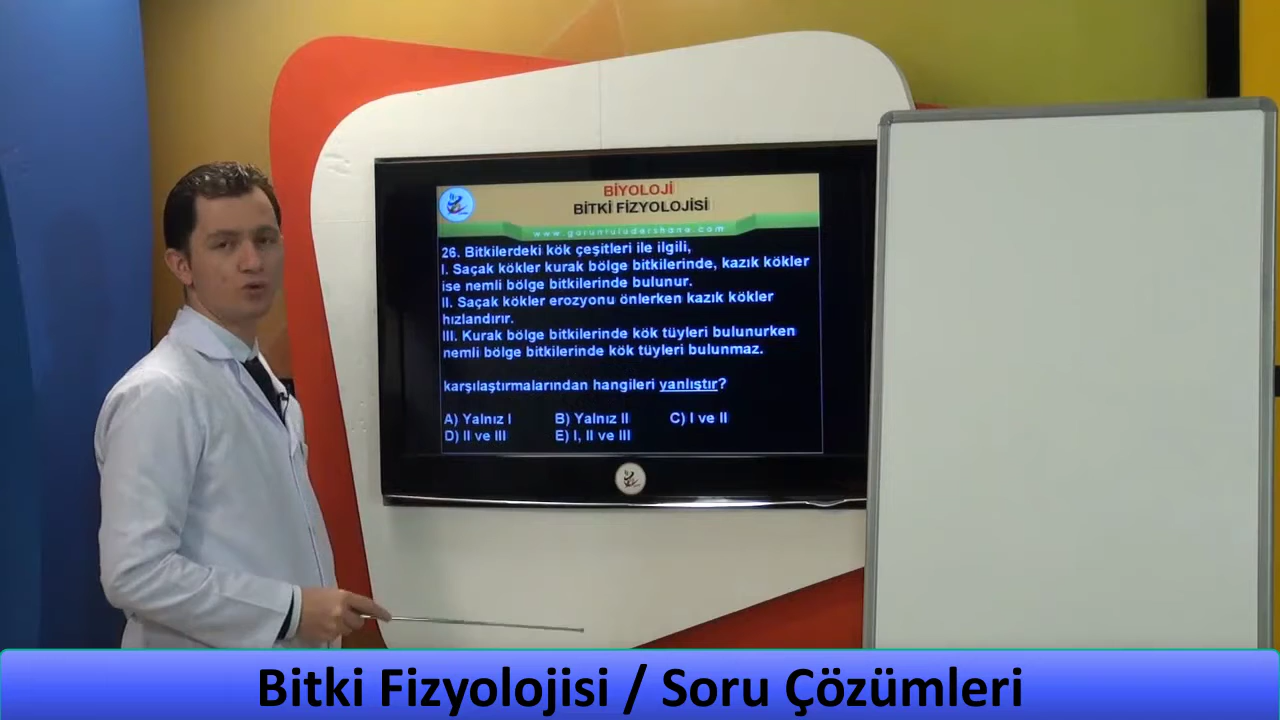 BİYOLOJİ
BİTKİ FİZYOLOJİSİ
www.goruntuludershane.com
26. Bitkilerdeki kök çeşitleri ile ilgili,
I. Saçak kökler kurak bölge bitkilerinde, kazık kökler
ise nemli bölge bitkilerinde bulunur.
II. Saçak kökler erozyonu önlerken kazık kökler
hızlandırır.
III. Kurak bölge bitkilerinde kök tüyleri bulunurken
nemli bölge bitkilerinde kök tüyleri bulunmaz.
karşılaştırmalarından hangileri yanlıştır?
A) Yalnız I B) Yalnız II C) I ve II
D) II ve III E) I, II ve III
Bitki Fizyolojisi / Soru Çözümleri